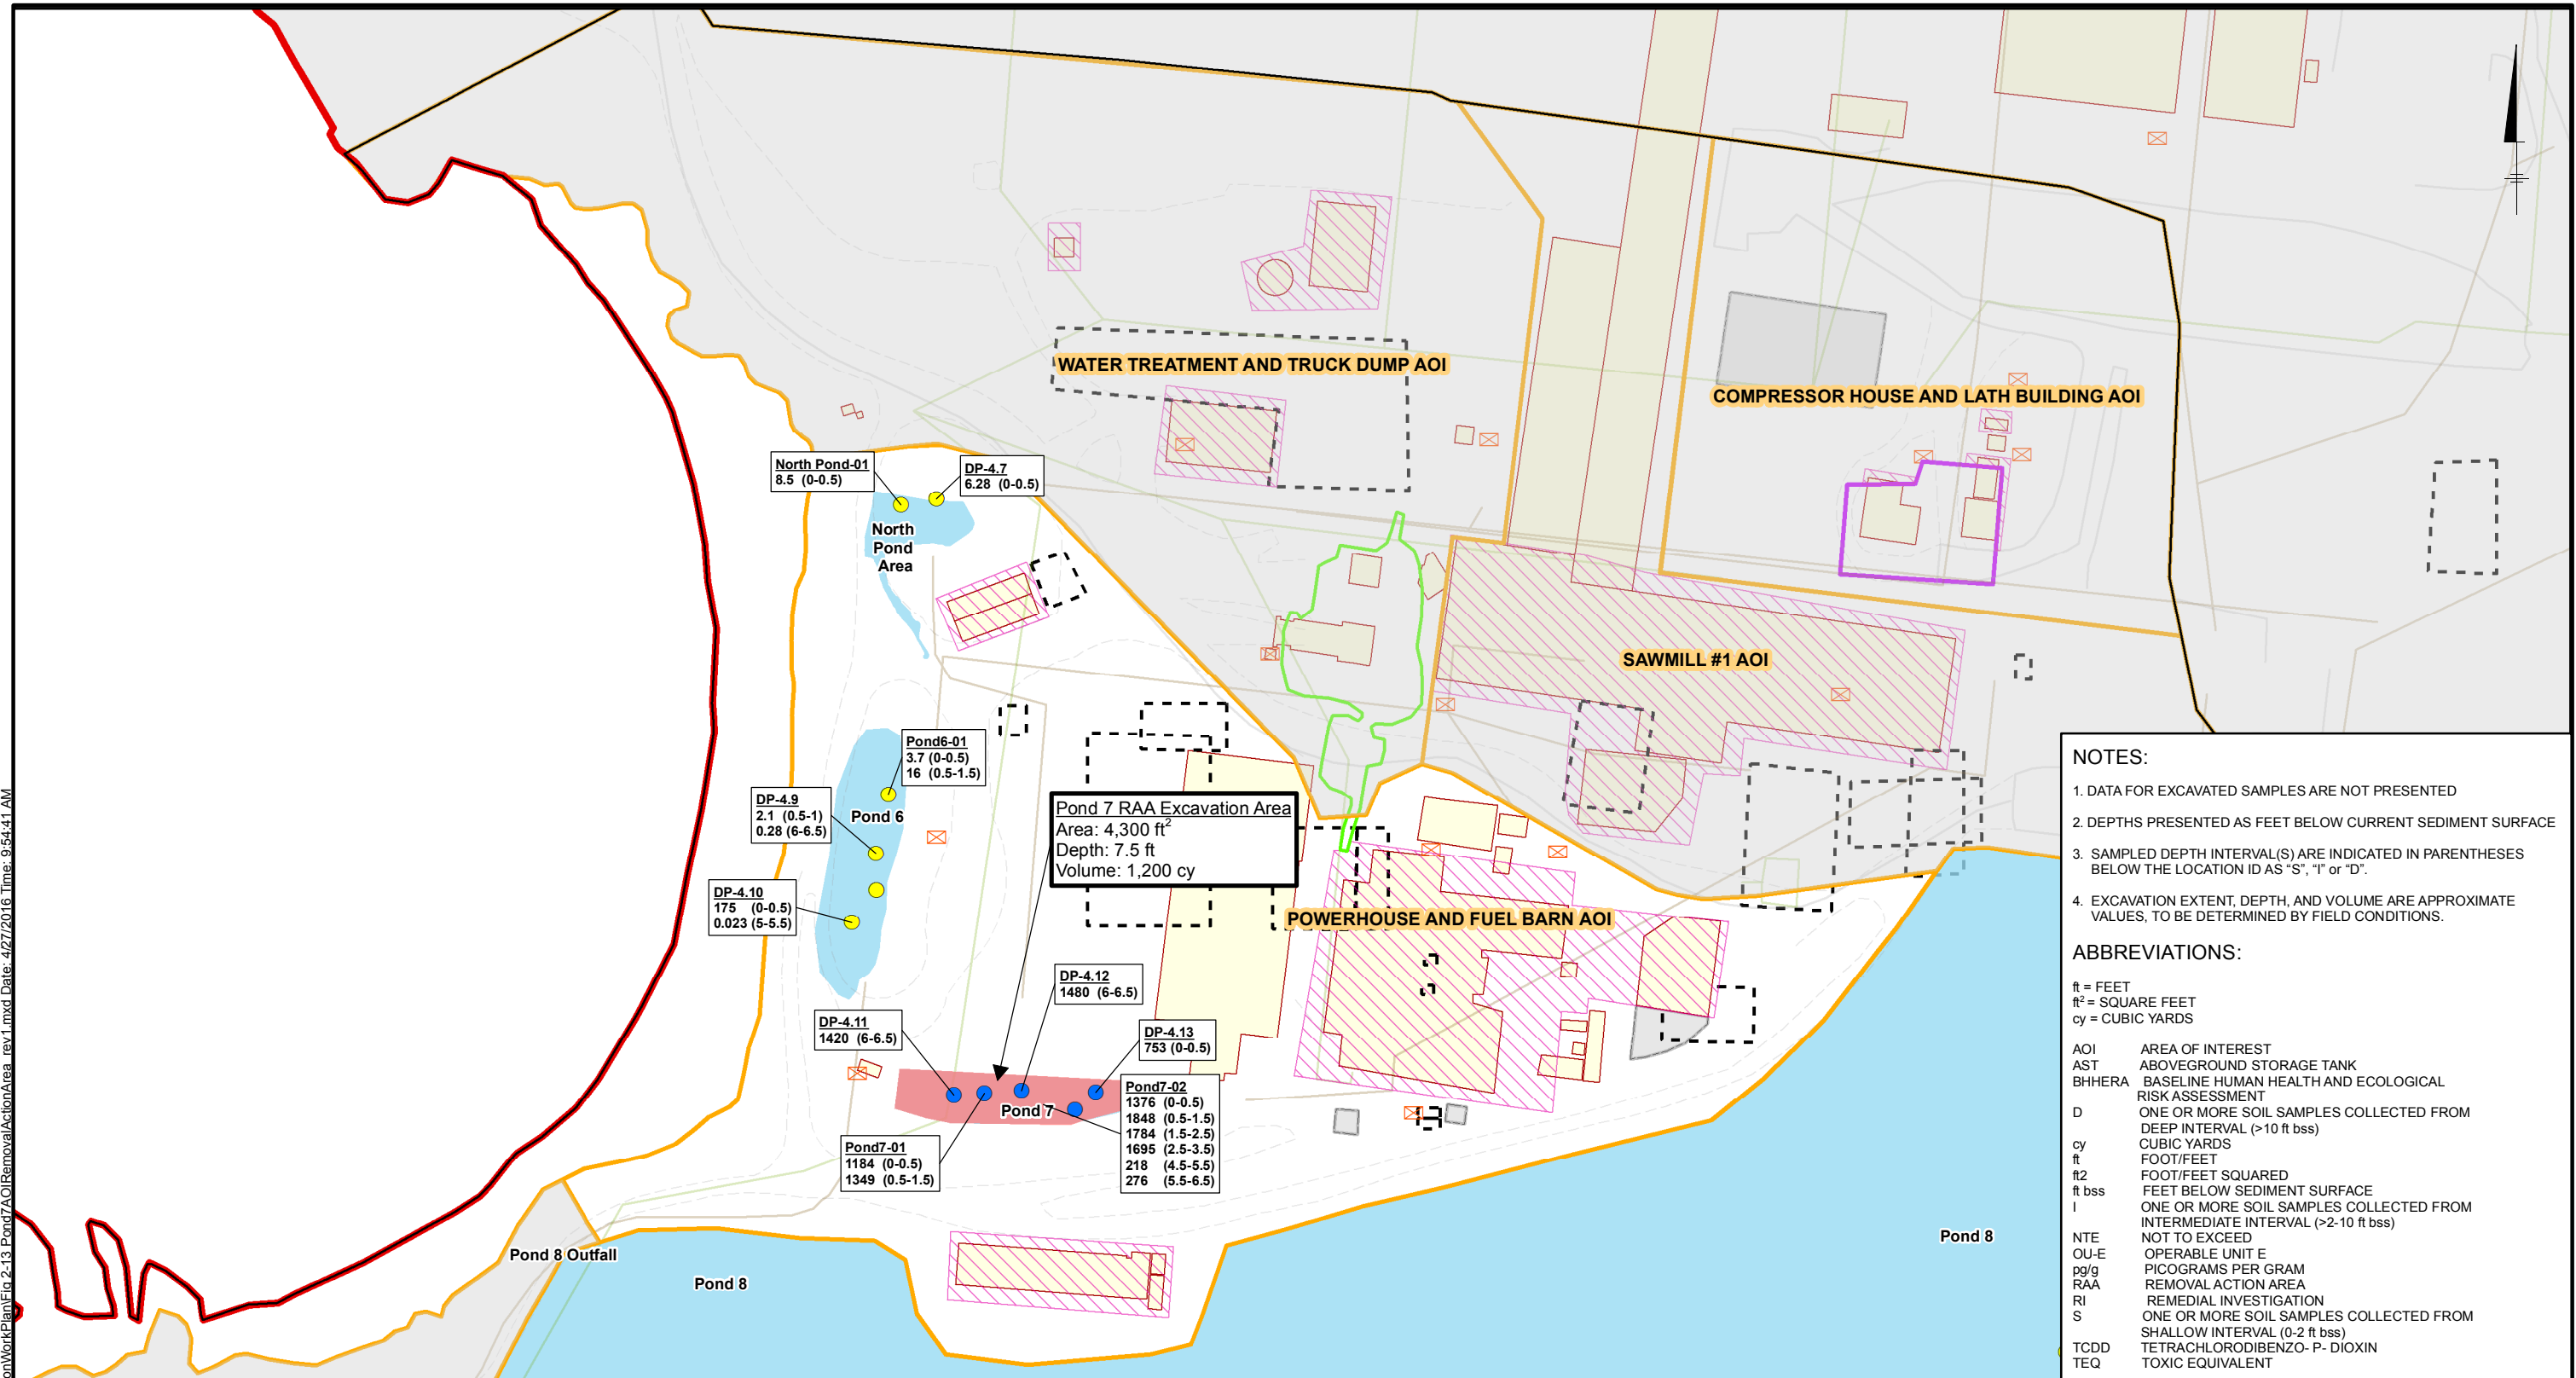 WATER TREATMENT AND TRUCK DUMP AOI
COMPRESSOR HOUSE AND LATH BUILDING AOI
North Pond-01
8.5 (0-0.5)
DP-4.7
6.28 (0-0.5)
North
Pond
Area
SAWMILL #1 AOI
Pond6-01
3.7 (0-0.5)
16 (0.5-1.5)
DP-4.9
2.1 (0.5-1)
0.28 (6-6.5)
Pond 6
DP-4.10
175 (0-0.5)
0.023 (5-5.5)
Pond 7 RAA Excavation Area
Area: 4,300 ft²
Depth: 7.5 ft
Volume: 1,200 cy
POWERHOUSE AND FUEL BARN AOI
DP-4.12
1480 (6-6.5)
DP-4.11
1420 (6-6.5)
DP-4.13
753 (0-0.5)
Pond 7
Pond7-02
1376 (0-0.5)
1848 (0.5-1.5)
1784 (1.5-2.5)
1695 (2.5-3.5)
218 (4.5-5.5)
276 (5.5-6.5)
Pond7-01
1184 (0-0.5)
1349 (0.5-1.5)
Pond 8 Outfall
Pond 8
Pond 8
NOTES:
1. DATA FOR EXCAVATED SAMPLES ARE NOT PRESENTED
2. DEPTHS PRESENTED AS FEET BELOW CURRENT SEDIMENT SURFACE
3. SAMPLED DEPTH INTERVAL(S) ARE INDICATED IN PARENTHESES
BELOW THE LOCATION ID AS “S”, “I” or “D”.
4. EXCAVATION EXTENT, DEPTH, AND VOLUME ARE APPROXIMATE
VALUES, TO BE DETERMINED BY FIELD CONDITIONS.
ABBREVIATIONS:
ft = FEET
ft² = SQUARE FEET
cy = CUBIC YARDS
AOI AREA OF INTEREST
AST ABOVEGROUND STORAGE TANK
BHHERA BASELINE HUMAN HEALTH AND ECOLOGICAL
RISK ASSESSMENT
D ONE OR MORE SOIL SAMPLES COLLECTED FROM
DEEP INTERVAL (>10 ft bss)
cy CUBIC YARDS
ft FOOT/FEET
ft2 FOOT/FEET SQUARED
ft bss FEET BELOW SEDIMENT SURFACE
I ONE OR MORE SOIL SAMPLES COLLECTED FROM
INTERMEDIATE INTERVAL (>2-10 ft bss)
NTE NOT TO EXCEED
OU-E OPERABLE UNIT E
pg/g PICOGRAMS PER GRAM
RAA REMOVAL ACTION AREA
RI REMEDIAL INVESTIGATION
S ONE OR MORE SOIL SAMPLES COLLECTED FROM
SHALLOW INTERVAL (0-2 ft bss)
TCDD TETRACHLORODIBENZO- P- DIOXIN
TEQ TOXIC EQUIVALENT
onWorkPlan\Fig 2-13 Pond7AOIRemovalActionArea_rev1.mxd Date: 4/27/2016 Time: 9:54:41 AM